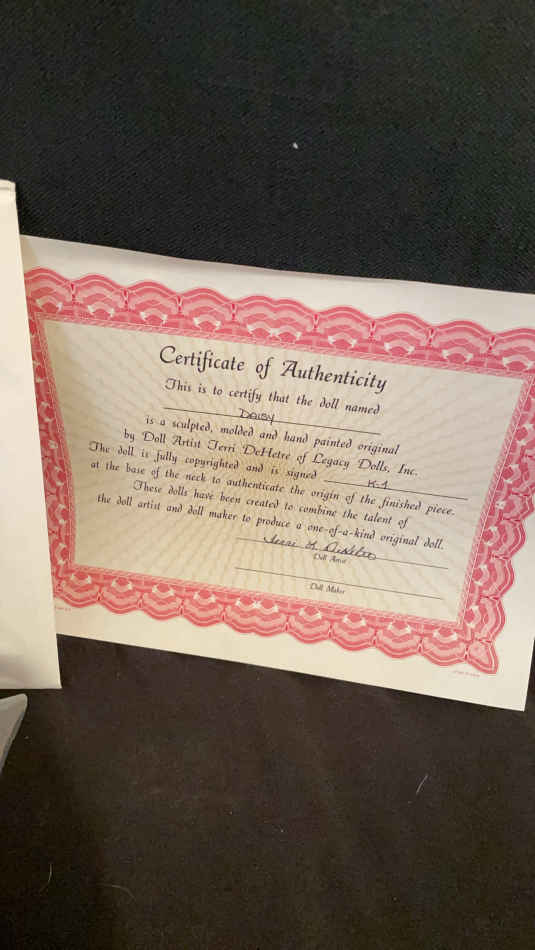 Certificate of Authenticity
This is to certify that the doll named
DAISY
is a sculpted, molded and hand painted original
by Doll Artist Terri DeHetre of Legacy Dolls, Inc.
The doll is fully copyrighted and is signed K-1
at the base of the neck to authenticate the origin of the finished piece.
These dolls have been created to combine the talent of
the doll artist and doll maker to produce a one-of-a-kind original doll.
Terri L DeHetre
Doll Artist
Doll Maker